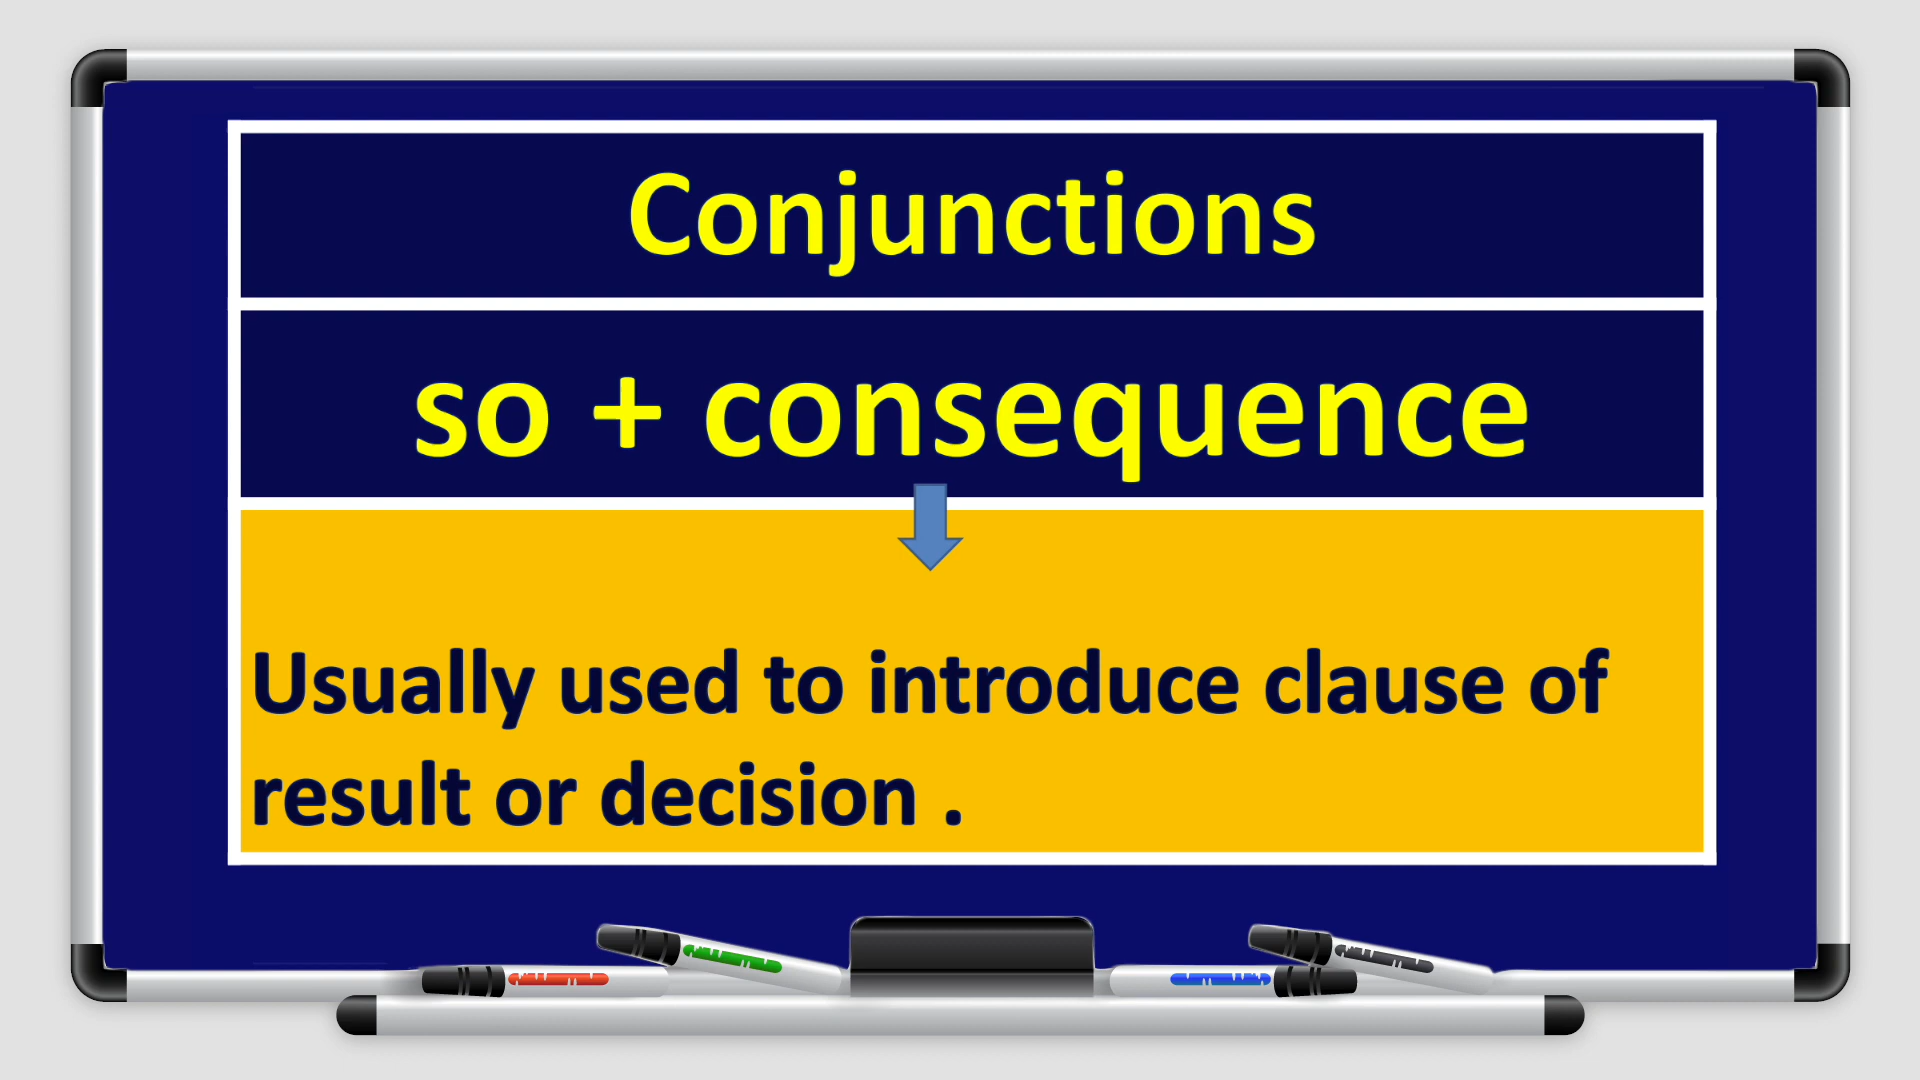 Conjunctions
so + consequence
Usually used to introduce clause of
result or decision .